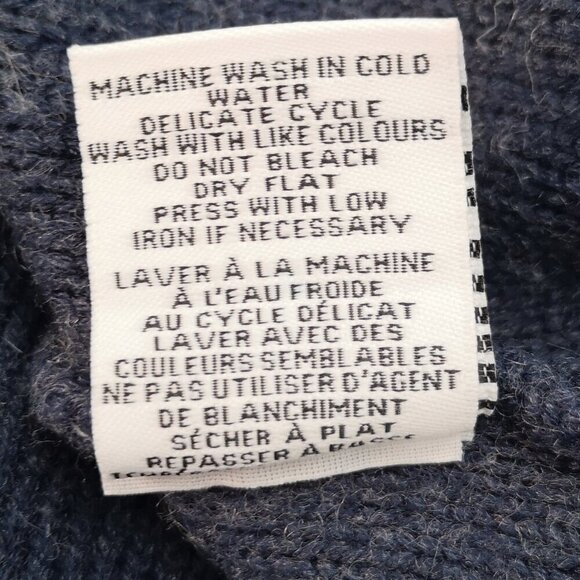 MACHINE WASH IN COLD
WATER
DELICATE CYCLE
WASH WITH LIKE COLOURS
DO NOT BLEACH
DRY FLAT
PRESS WITH LOW
IRON IF NECESSARY
LAVER À LA MACHINE
À L'EAU FROIDE
AU CYCLE DÉLICAT
LAVER AVEC DES
COULEURS SEMBLABLES
NE PAS UTILISER D'AGENT
DE BLANCHIMENT
SÉCHER À PLAT
REPASSER À BASSE